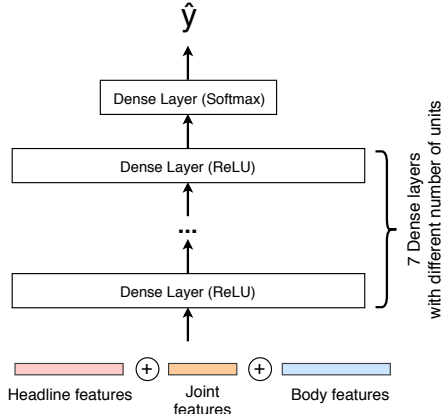 ŷ
Dense Layer (Softmax)
Dense Layer (ReLU)
...
Dense Layer (ReLU)
7 Dense layers
with different number of units
+
+
Headline features
Joint
features
Body features